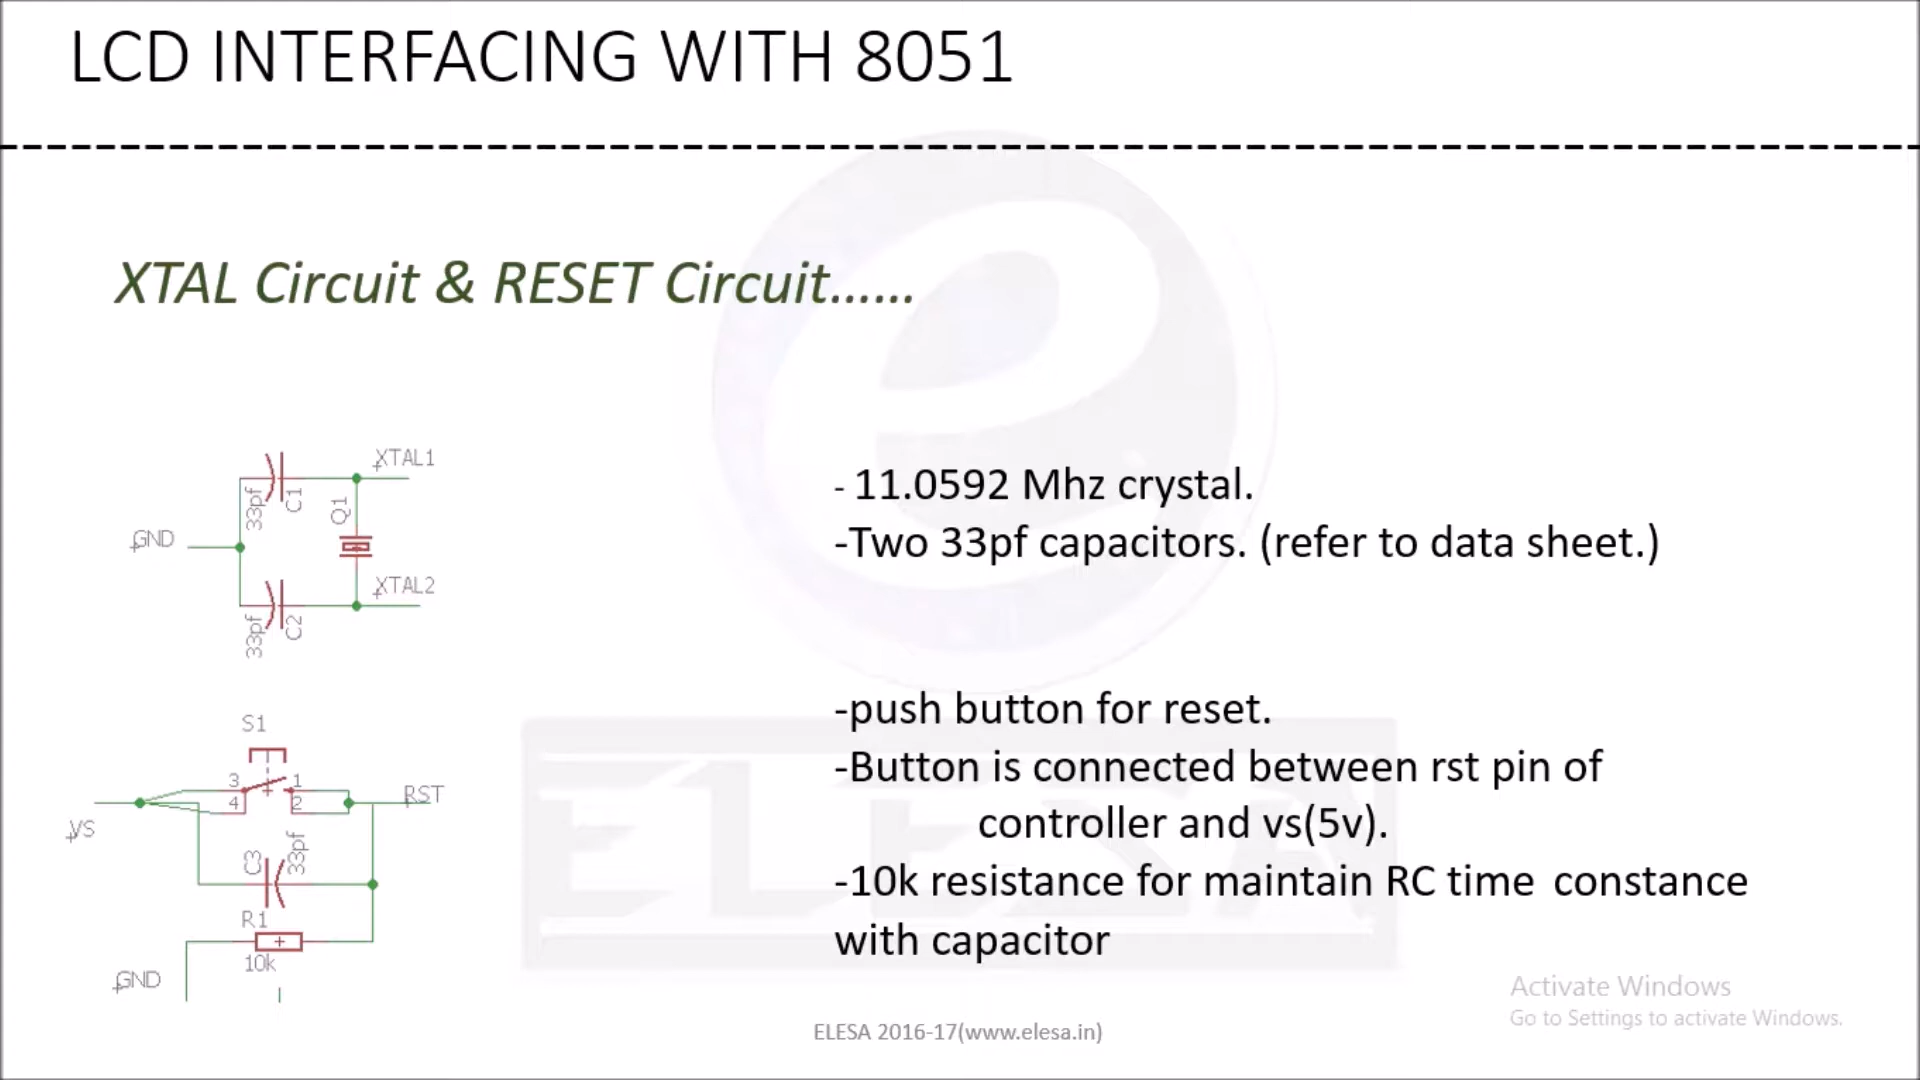 LCD INTERFACING WITH 8051
XTAL Circuit & RESET Circuit......
XTAL1
33pf
C1
Q1
GND
XTAL2
33pf
C2
- 11.0592 Mhz crystal.
-Two 33pf capacitors. (refer to data sheet.)
S1
3
1
4
2
RST
VS
C3
33pf
R1
10k
GND
-push button for reset.
-Button is connected between rst pin of
controller and vs(5v).
-10k resistance for maintain RC time constance
with capacitor
ELESA
Activate Windows
Go to Settings to activate Windows.
ELESA 2016-17(www.elesa.in)